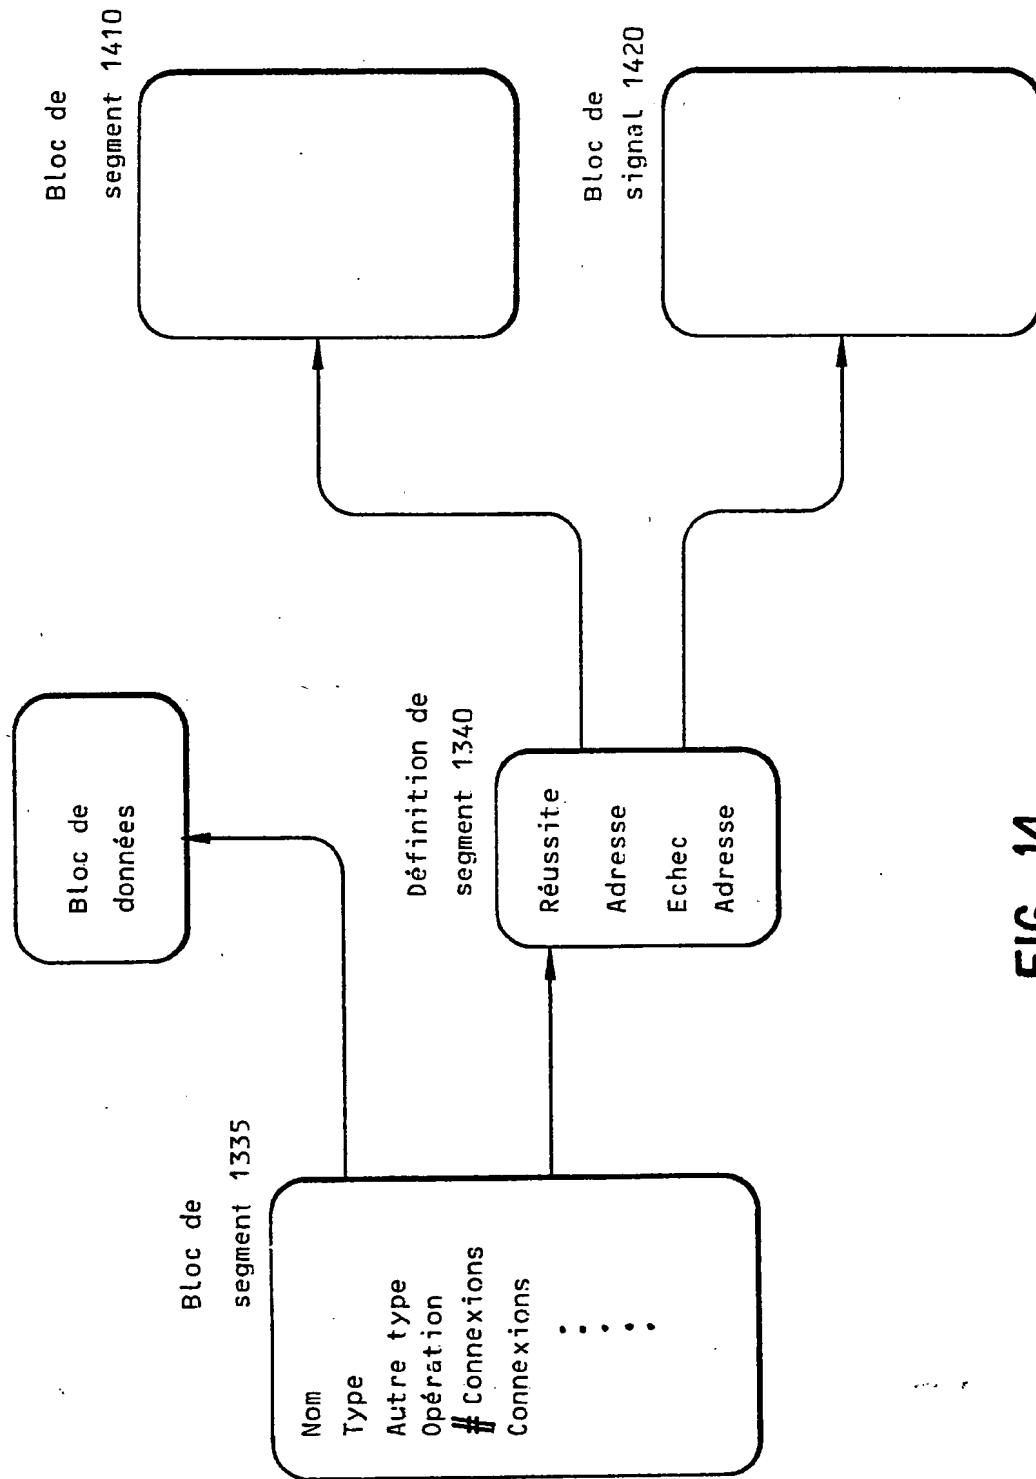 Bloc de
segment 1335
Nom
Type
Autre type
Opération
# Connexions
Connexions
.....
Bloc de
données
Définition de
segment 1340
Réussite
Adresse
Echec
Adresse
Bloc de
segment 1410
Bloc de
signal 1420
FIG. 14